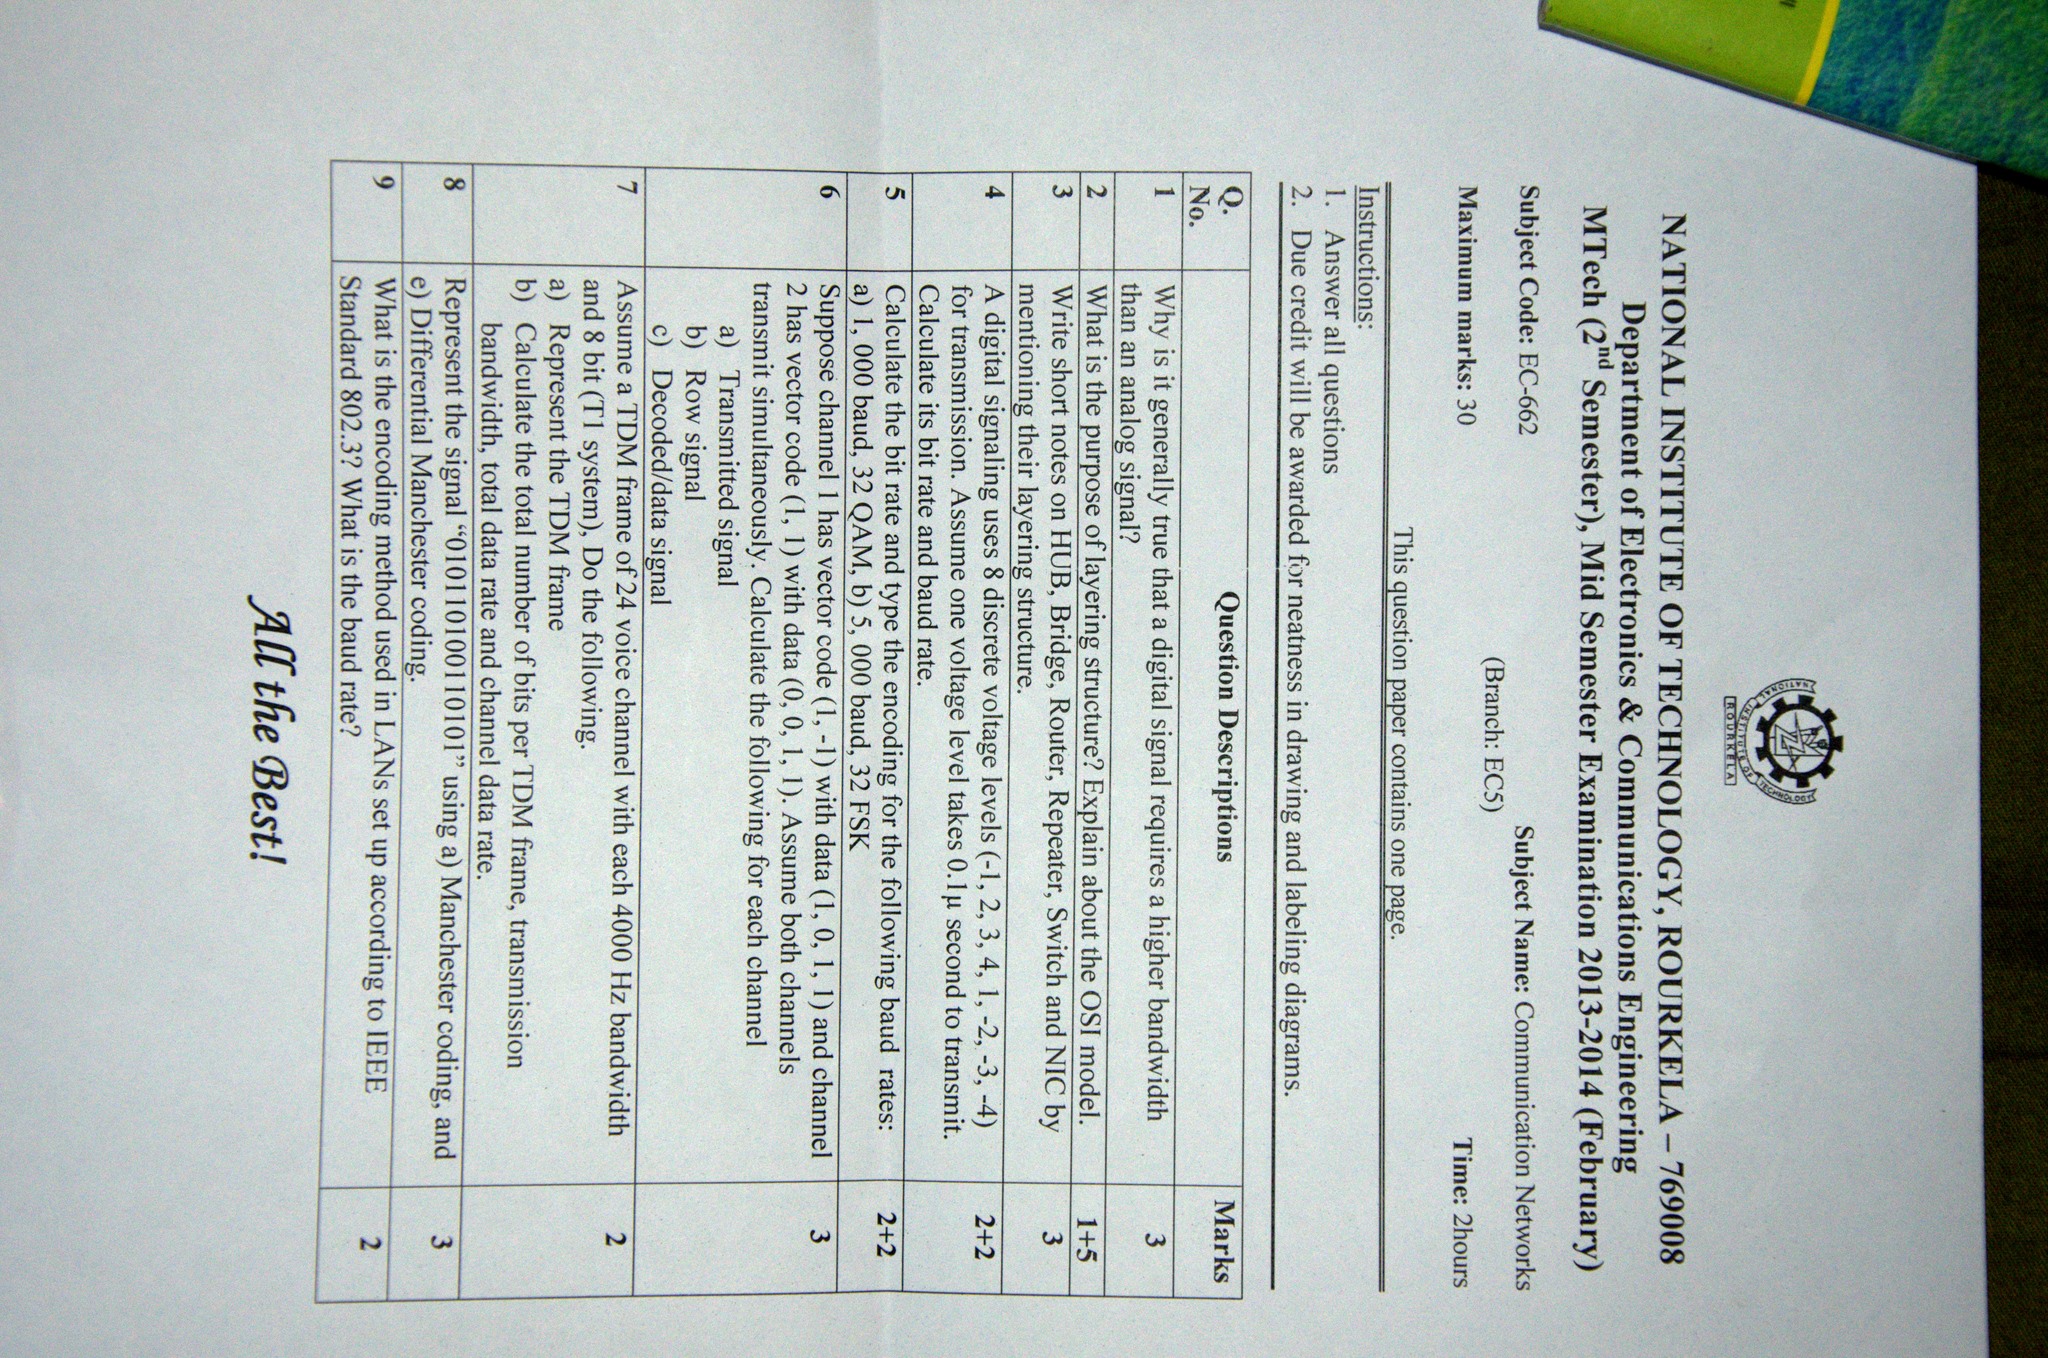 NATIONAL INSTITUTE OF TECHNOLOGY
ROURKELA
NATIONAL INSTITUTE OF TECHNOLOGY, ROURKELA – 769008
Department of Electronics & Communications Engineering
MTech (2nd Semester), Mid Semester Examination 2013-2014 (February)
Subject Code: EC-662 Subject Name: Communication Networks
(Branch: EC5)
Maximum marks: 30 Time: 2hours
This question paper contains one page.
Instructions:
1. Answer all questions
2. Due credit will be awarded for neatness in drawing and labeling diagrams.
Q. No. Question Descriptions Marks
1 Why is it generally true that a digital signal requires a higher bandwidth 3
than an analog signal?
2 What is the purpose of layering structure? Explain about the OSI model. 1+5
3 Write short notes on HUB, Bridge, Router, Repeater, Switch and NIC by 3
mentioning their layering structure.
4 A digital signaling uses 8 discrete voltage levels (-1, 2, 3, 4, 1, -2, -3, -4) 2+2
for transmission. Assume one voltage level takes 0.1μ second to transmit.
Calculate its bit rate and baud rate.
5 Calculate the bit rate and type the encoding for the following baud rates: 2+2
a) 1, 000 baud, 32 QAM, b) 5, 000 baud, 32 FSK
6 Suppose channel 1 has vector code (1, -1) with data (1, 0, 1, 1) and channel 3
2 has vector code (1, 1) with data (0, 0, 1, 1). Assume both channels
transmit simultaneously. Calculate the following for each channel
a) Transmitted signal
b) Row signal
c) Decoded/data signal
7 Assume a TDM frame of 24 voice channel with each 4000 Hz bandwidth 2
and 8 bit (T1 system), Do the following.
a) Represent the TDM frame
b) Calculate the total number of bits per TDM frame, transmission
bandwidth, total data rate and channel data rate.
8 Represent the signal “01011010011010101” using a) Manchester coding, and 3
e) Differential Manchester coding.
9 What is the encoding method used in LANs set up according to IEEE 2
Standard 802.3? What is the baud rate?
All the Best!